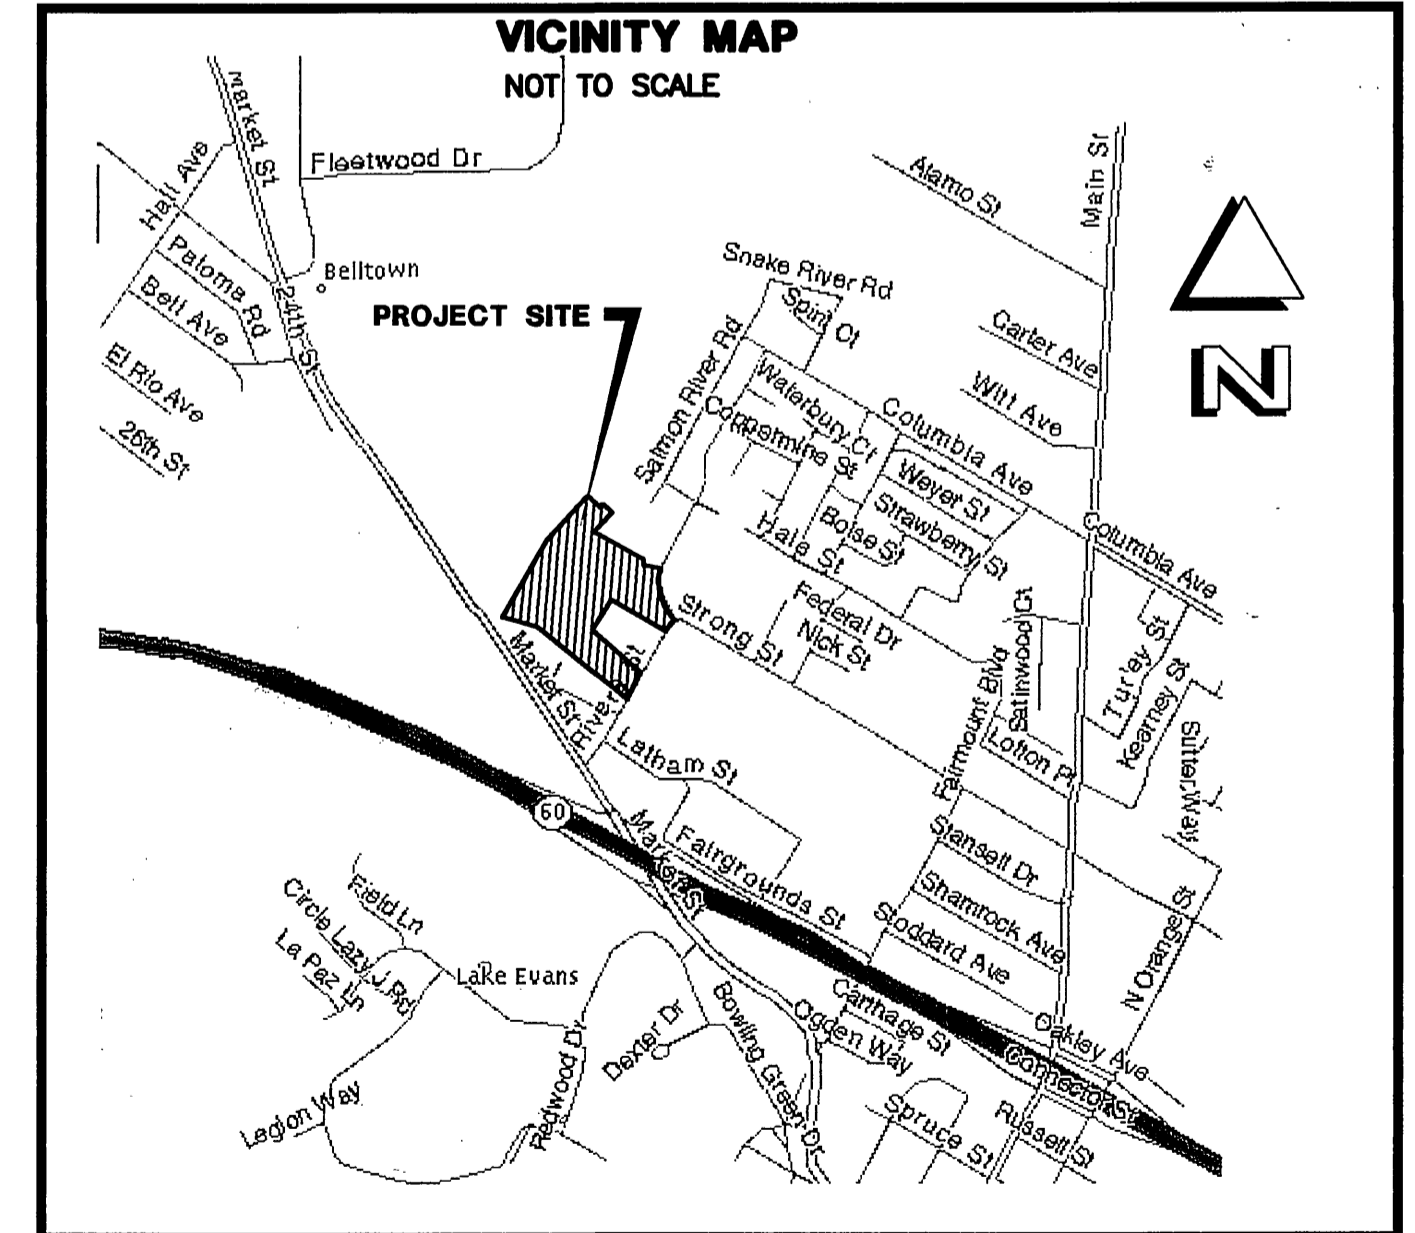 VICINITY MAP
NOT TO SCALE
Market St
Fleetwood Dr
Hall Ave
Main St
Alamo St
Paloma Rd
Belltown
Snake River Rd
Bell Ave
24th St
PROJECT SITE
Spirit Ct
Carter Ave
El Rio Ave
Salmon River Rd
Waterbury Ct
Witt Ave
N
26th St
Coppermine St
Columbia Ave
Weyer St
Strawberry St
Boise St
Hale St
Columbia Ave
Strong St
Federal Dr
Nick St
Satinwood Ct
Turley St
Market St
Rivera St
Fairmount Blvd
Kearney St
Lofton Pl
Sutter Way
Latham St
60
Market St
Fairgrounds St
Stansell Dr
Shamrock Ave
Stoddard Ave
N Orange St
Field Ln
Circle Lazy J Rd
La Paz Ln
Lake Evans
Carthage St
Ogden Way
Oakley Ave
Dexter Dr
Bowling Green Dr
Redwood Dr
Connector St
Legion Way
Spruce St
Russell St